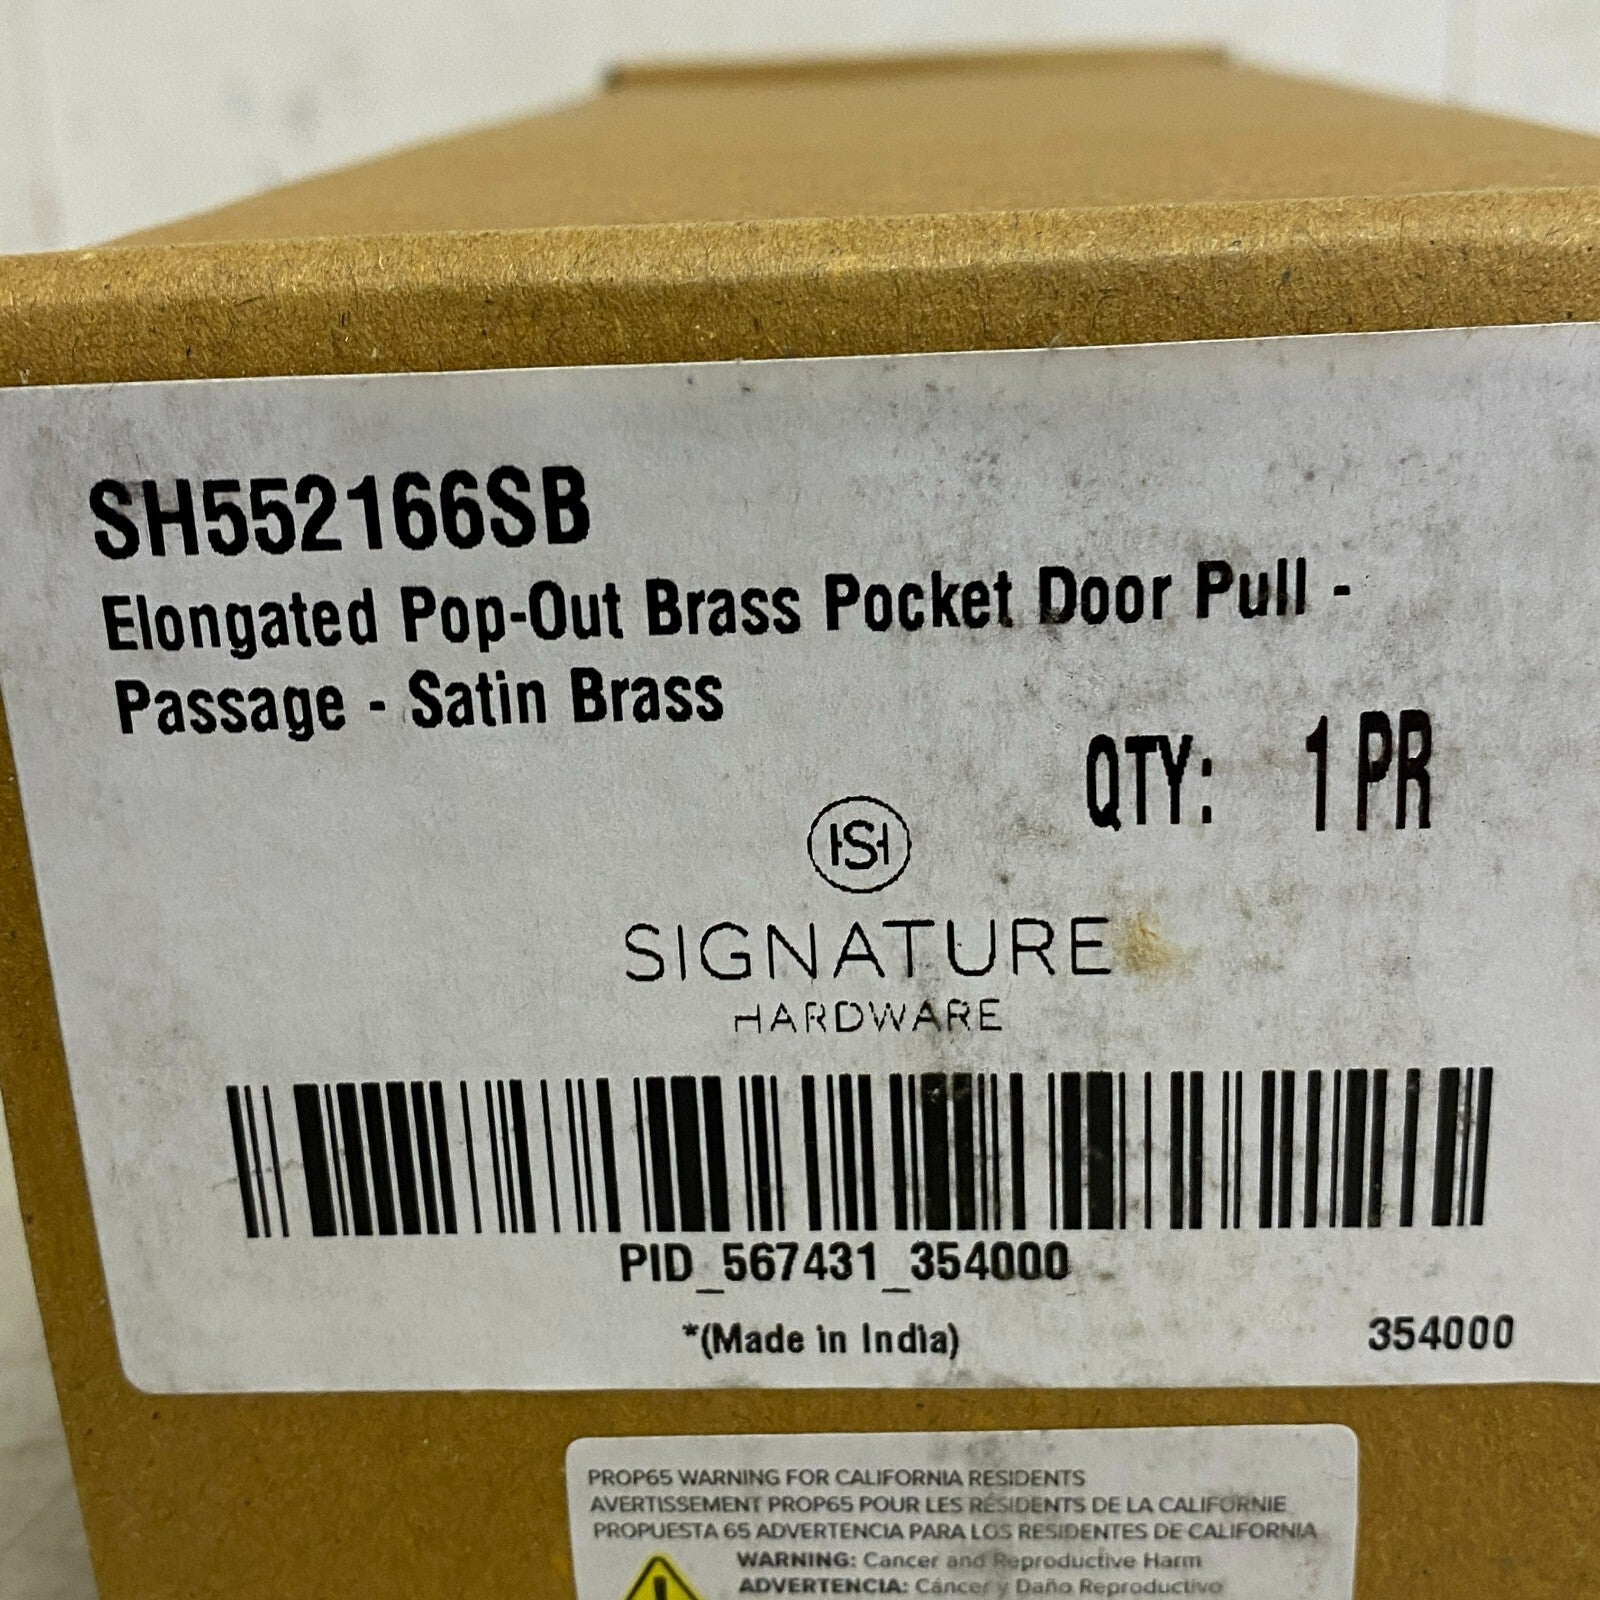 SH552166SB
Elongated Pop-Out Brass Pocket Door Pull -
Passage - Satin Brass
QTY: 1 PR
SH
SIGNATURE
HARDWARE
PID_567431_354000
*(Made in India)
354000
PROP65 WARNING FOR CALIFORNIA RESIDENTS
AVERTISSEMENT PROP65 POUR LES RÉSIDENTS DE LA CALIFORNIE
PROPUESTA 65 ADVERTENCIA PARA LOS RESIDENTES DE CALIFORNIA
WARNING: Cancer and Reproductive Harm
ADVERTENCIA: Cáncer y Daño Reproductivo